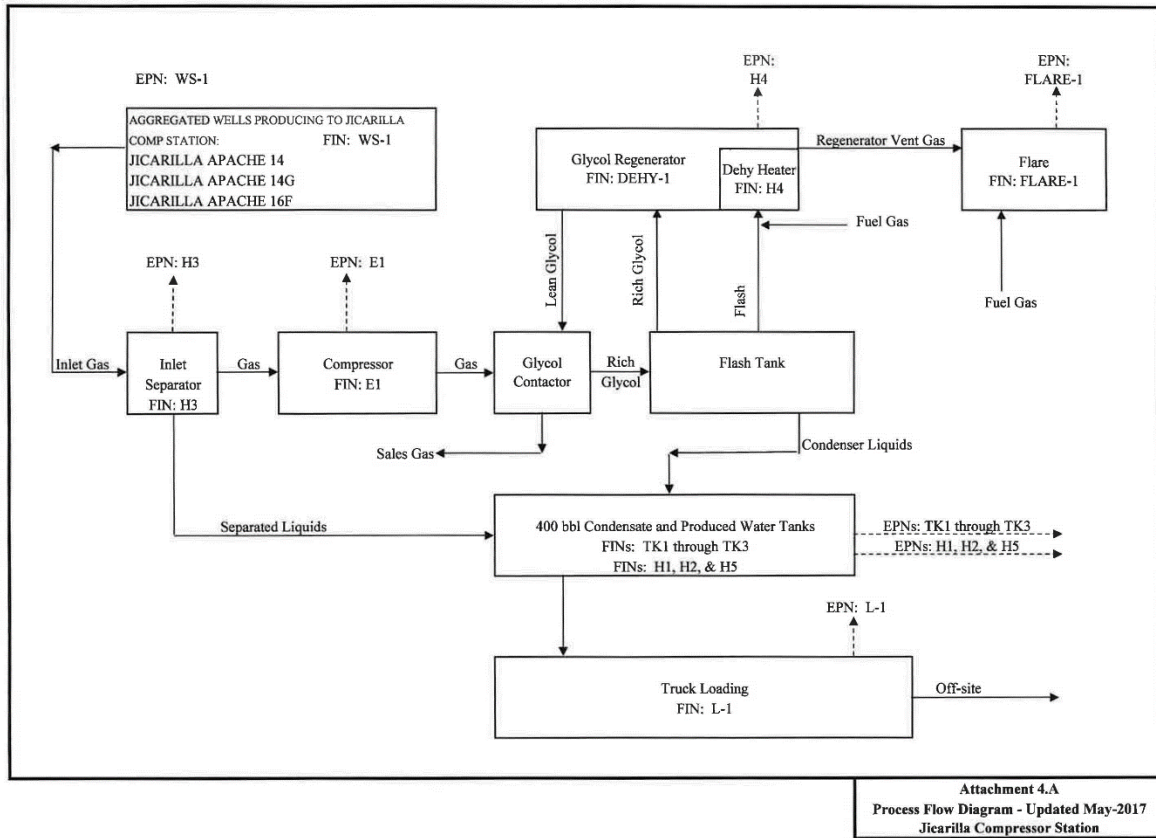 EPN: WS-1
EPN:
H4
EPN:
FLARE-1
AGGREGATED WELLS PRODUCING TO JICARILLA
COMP STATION: FIN: WS-1
JICARILLA APACHE 14
JICARILLA APACHE 14G
JICARILLA APACHE 16F
Glycol Regenerator
FIN: DEHY-1
Dehy Heater
FIN: H4
Regenerator Vent Gas
Flare
FIN: FLARE-1
Fuel Gas
Fuel Gas
EPN: H3
EPN: E1
Lean Glycol
Rich Glycol
Flash
Inlet Gas
Inlet
Separator
FIN: H3
Gas
Compressor
FIN: E1
Gas
Glycol
Contactor
Rich
Glycol
Flash Tank
Sales Gas
Condenser Liquids
Separated Liquids
400 bbl Condensate and Produced Water Tanks
FINs: TK1 through TK3
FINs: H1, H2, & H5
EPNs: TK1 through TK3
EPNs: H1, H2, & H5
EPN: L-1
Truck Loading
FIN: L-1
Off-site
Attachment 4.A
Process Flow Diagram - Updated May-2017
Jicarilla Compressor Station